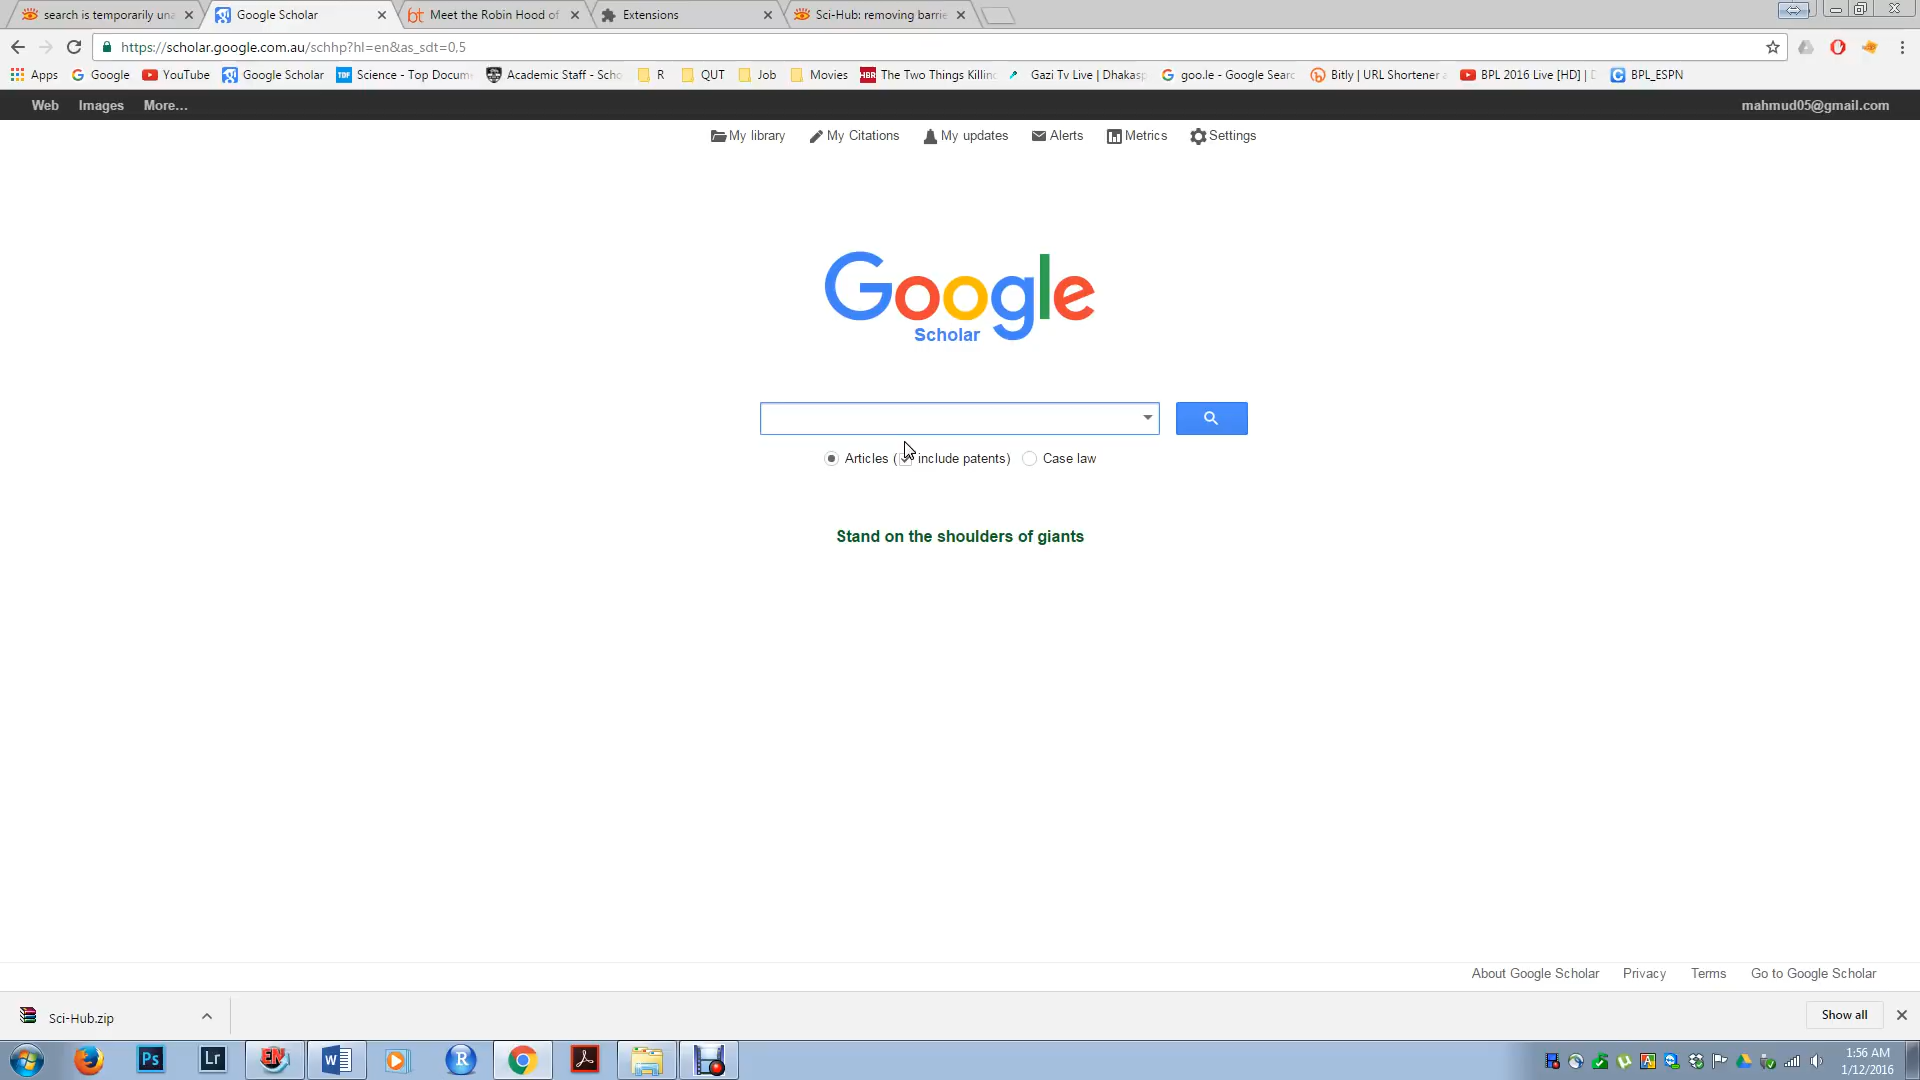 search is temporarily una
Google Scholar
Meet the Robin Hood of
Extensions
Sci-Hub: removing barrie
https://scholar.google.com.au/schhp?hl=en&as_sdt=0,5
Apps
Google
YouTube
Google Scholar
Science - Top Docum
Academic Staff - Scho
R
QUT
Job
Movies
The Two Things Killin
Gazi Tv Live | Dhakasp
goo.le - Google Sear
Bitly | URL Shortener a
BPL 2016 Live [HD] |
BPL_ESPN
Web
Images
More...
mahmud05@gmail.com
My library
My Citations
My updates
Alerts
Metrics
Settings
Google
Scholar
Articles (
include patents)
Case law
Stand on the shoulders of giants
About Google Scholar
Privacy
Terms
Go to Google Scholar
Sci-Hub.zip
Show all
Ps
Lr
EN
W
R
1:56 AM
1/12/2016